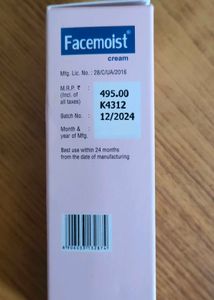 Facemoist®
cream
Mfg. Lic. No. : 28/C/UA/2016
M.R.P. ₹ : 495.00
(Incl. of
all taxes) K4312
Batch No. : 12/2024
Month &
year of Mfg. :
Best use within 24 months
from the date of manufacturing